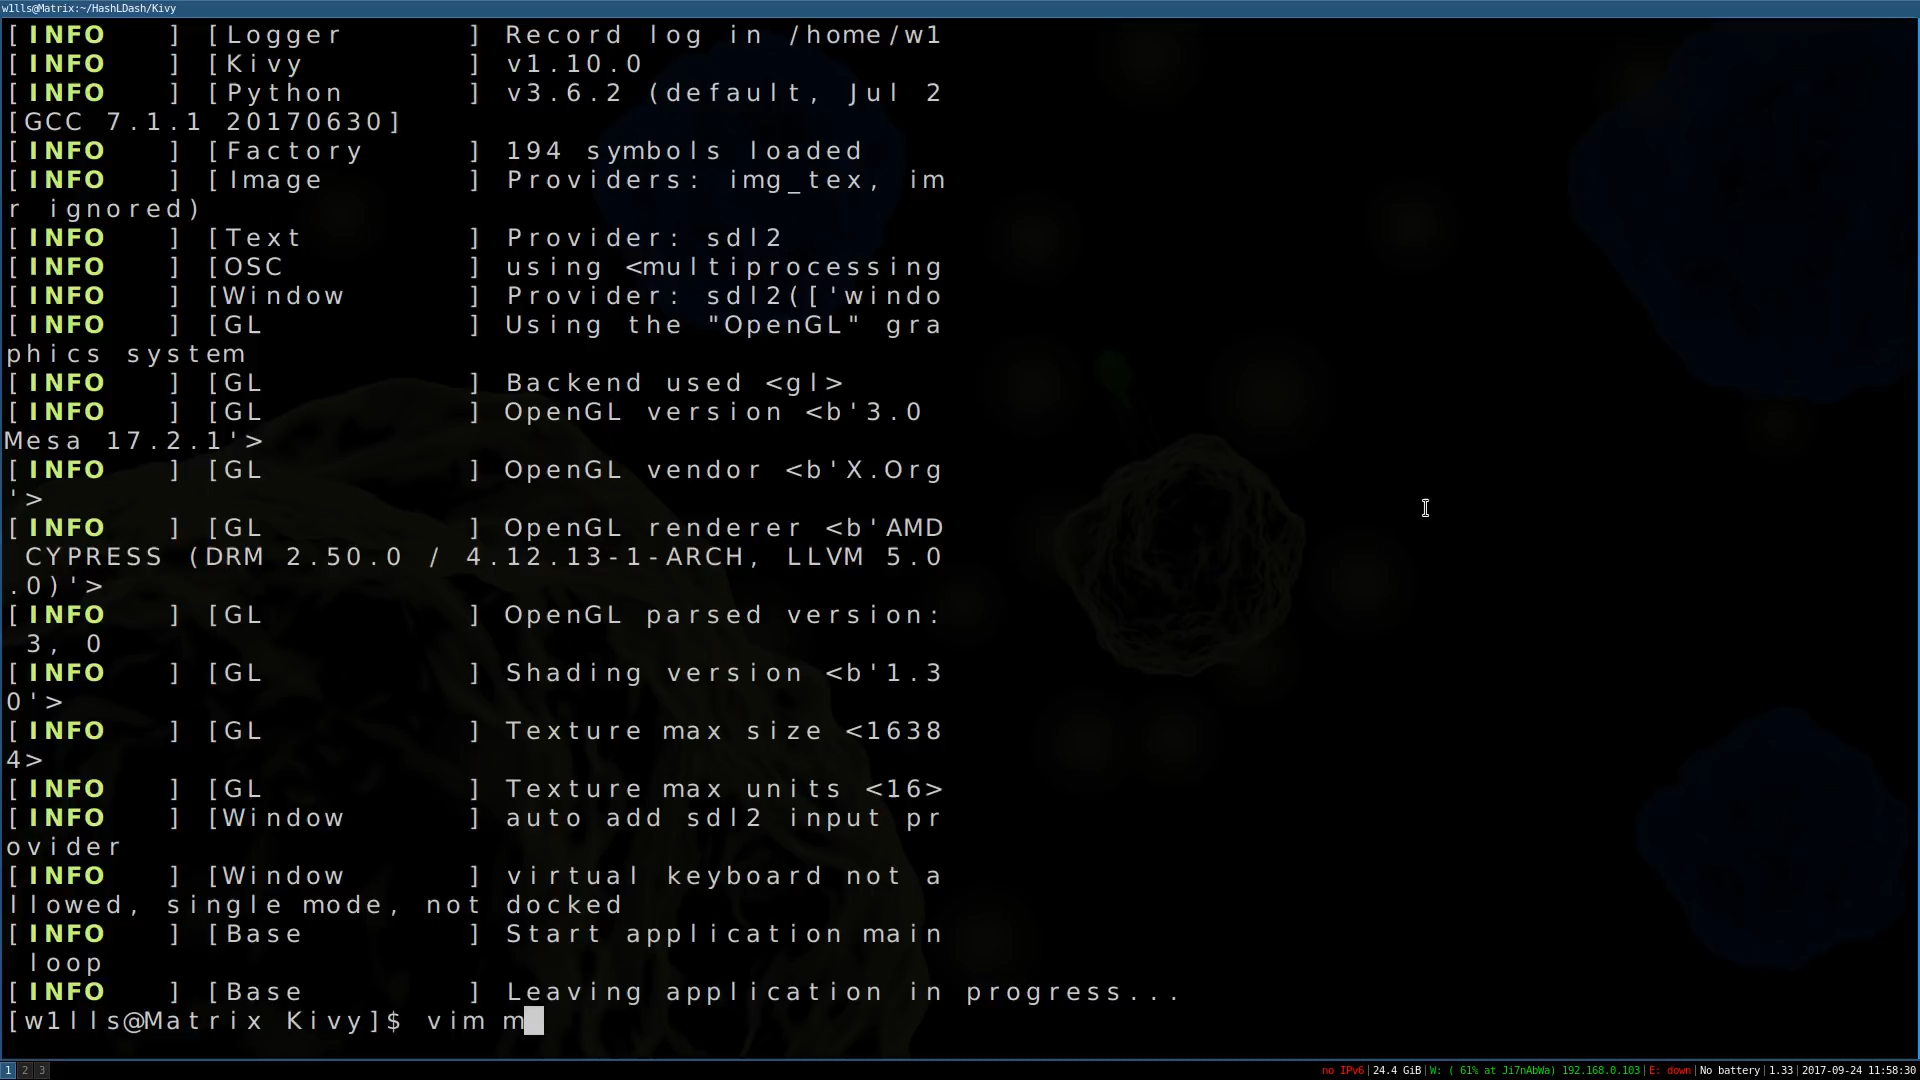 w1lls@Matrix:~/HashLDash/Kivy
[INFO   ] [Logger      ] Record log in /home/w1
[INFO   ] [Kivy        ] v1.10.0
[INFO   ] [Python      ] v3.6.2 (default, Jul 2
[GCC 7.1.1 20170630]
[INFO   ] [Factory     ] 194 symbols loaded
[INFO   ] [Image       ] Providers: img_tex, im
r ignored)
[INFO   ] [Text        ] Provider: sdl2
[INFO   ] [OSC         ] using <multiprocessing
[INFO   ] [Window      ] Provider: sdl2(['windo
[INFO   ] [GL          ] Using the "OpenGL" gra
phics system
[INFO   ] [GL          ] Backend used <gl>
[INFO   ] [GL          ] OpenGL version <b'3.0
Mesa 17.2.1'>
[INFO   ] [GL          ] OpenGL vendor <b'X.Org
'>
[INFO   ] [GL          ] OpenGL renderer <b'AMD
CYPRESS (DRM 2.50.0 / 4.12.13-1-ARCH, LLVM 5.0
.0)'>
[INFO   ] [GL          ] OpenGL parsed version:
3, 0
[INFO   ] [GL          ] Shading version <b'1.3
0'>
[INFO   ] [GL          ] Texture max size <1638
4>
[INFO   ] [GL          ] Texture max units <16>
[INFO   ] [Window      ] auto add sdl2 input pr
ovider
[INFO   ] [Window      ] virtual keyboard not a
llowed, single mode, not docked
[INFO   ] [Base        ] Start application main
loop
[INFO   ] [Base        ] Leaving application in progress...
[w1lls@Matrix Kivy]$ vim m
1 2 3 no IPv6|24.4 GiB|W: ( 61% at Ji7nAbWa) 192.168.0.103|E: down|No battery|1.33|2017-09-24 11:58:30